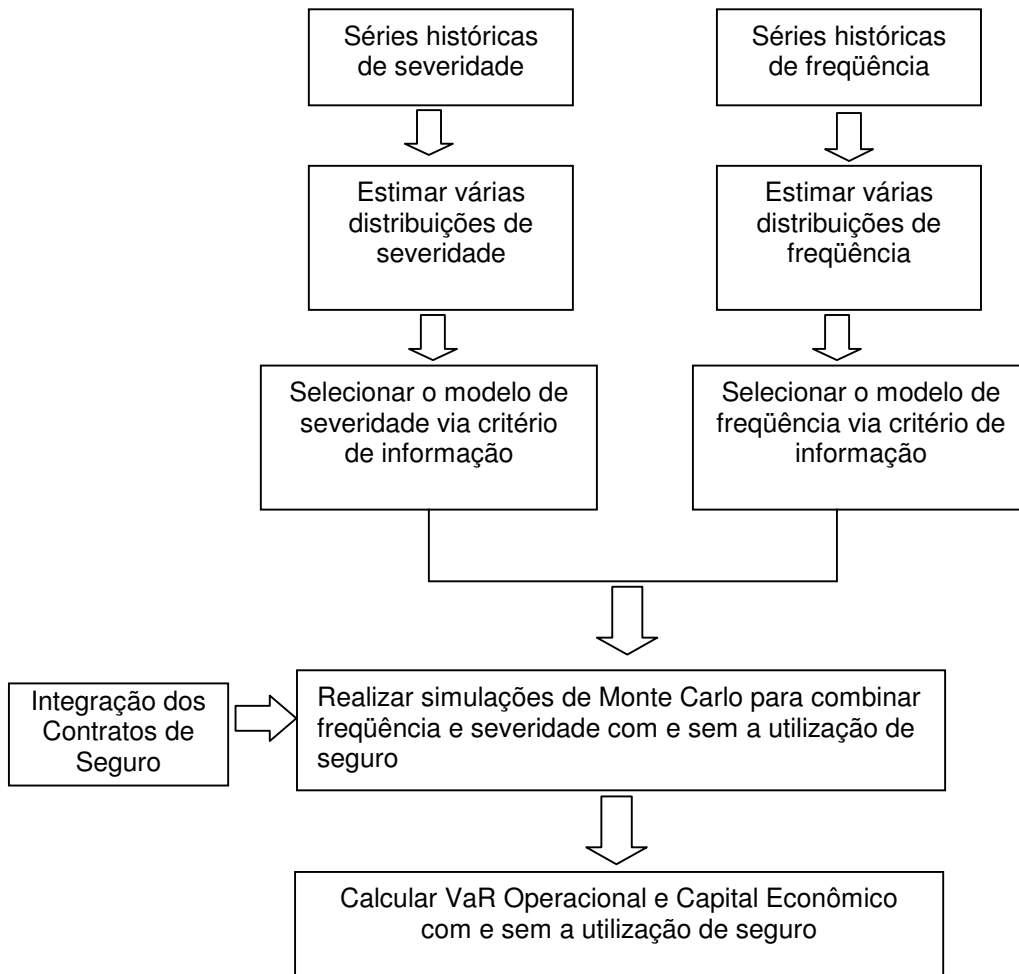 Séries históricas
de severidade
Séries históricas
de freqüência
Estimar várias
distribuições de
severidade
Estimar várias
distribuições de
freqüência
Selecionar o modelo de
severidade via critério
de informação
Selecionar o modelo de
freqüência via critério de
informação
Integração dos
Contratos de
Seguro
Realizar simulações de Monte Carlo para combinar
freqüência e severidade com e sem a utilização de
seguro
Calcular VaR Operacional e Capital Econômico
com e sem a utilização de seguro